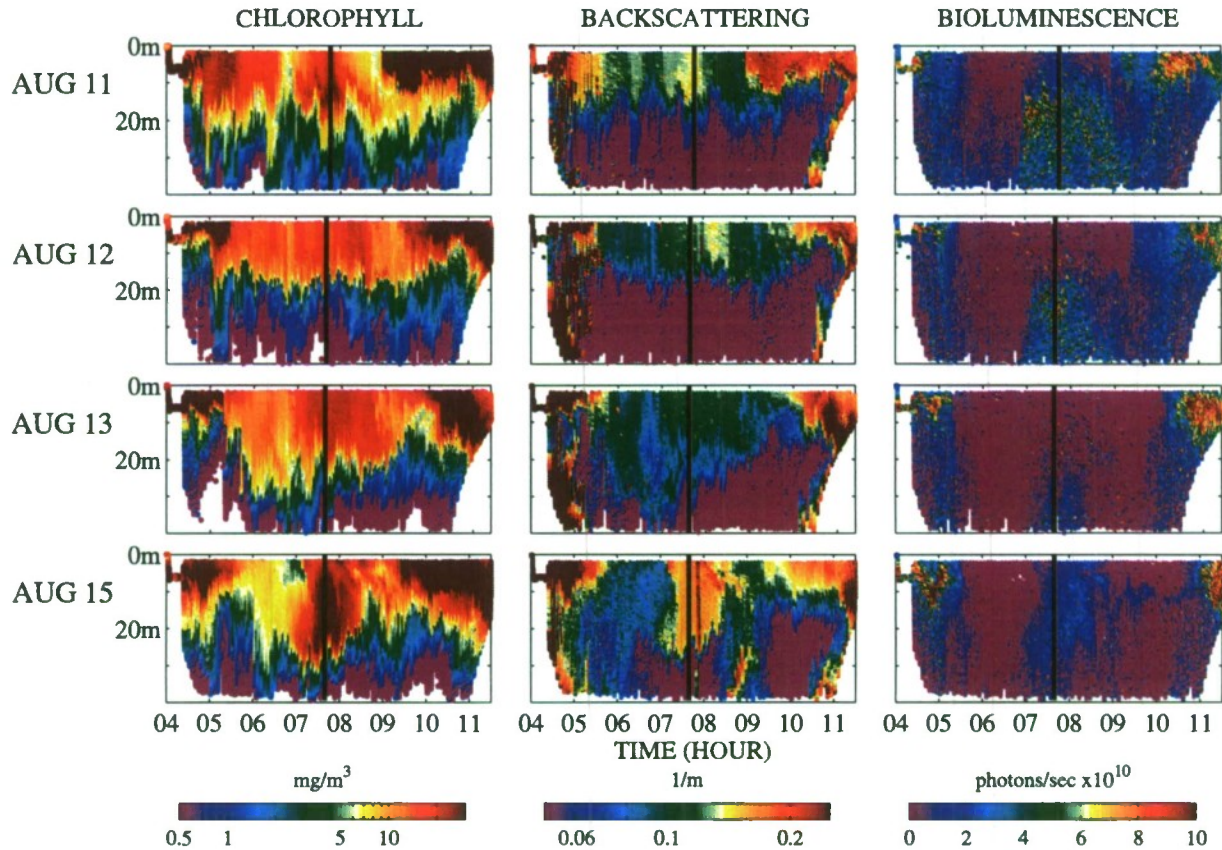 CHLOROPHYLL BACKSCATTERING BIOLUMINESCENCE
0m
AUG 11
20m
0m
AUG 12
20m
0m
AUG 13
20m
0m
AUG 15
20m
04 05 06 07 08 09 10 11 04 05 06 07 08 09 10 11 04 05 06 07 08 09 10 11
TIME (HOUR)
mg/m³ 1/m photons/sec x10¹⁰
0.5 1 5 10 0.06 0.1 0.2 0 2 4 6 8 10